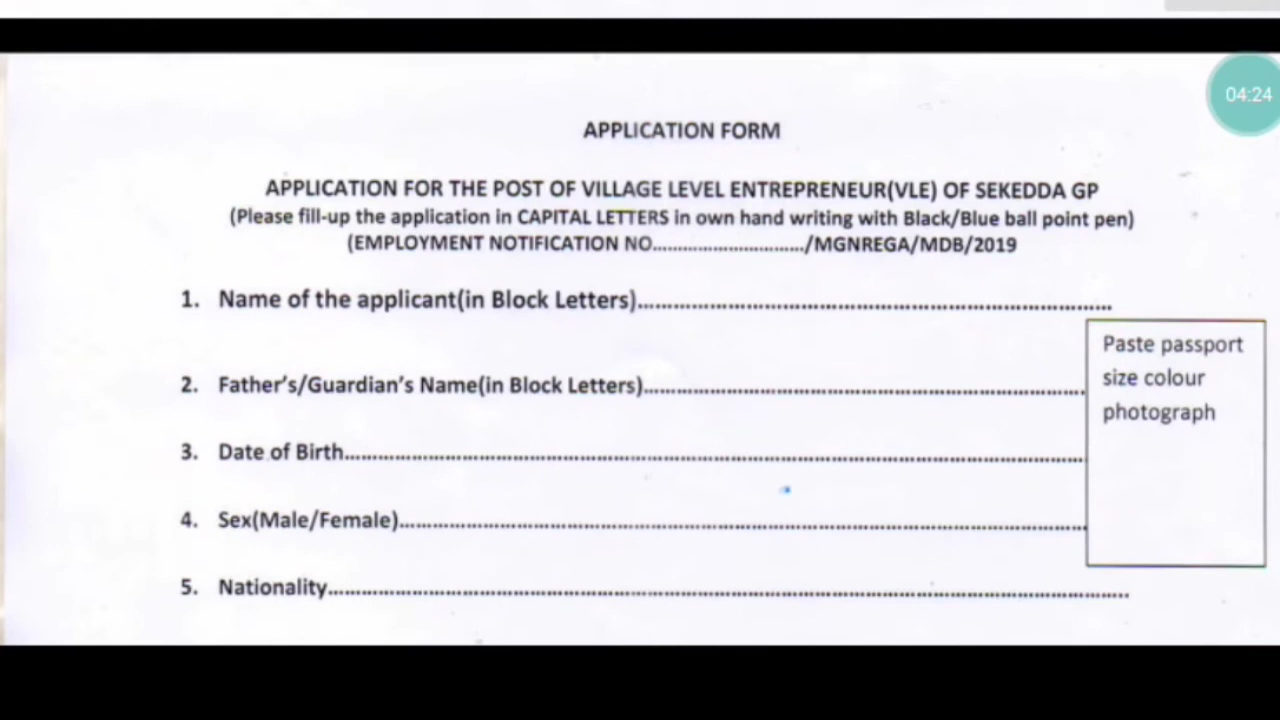 04:24
APPLICATION FORM
APPLICATION FOR THE POST OF VILLAGE LEVEL ENTREPRENEUR(VLE) OF SEKEDDA GP
(Please fill-up the application in CAPITAL LETTERS in own hand writing with Black/Blue ball point pen)
(EMPLOYMENT NOTIFICATION NO............................../MGNREGA/MDB/2019
1. Name of the applicant(in Block Letters)....................................................................................
Paste passport
size colour
photograph
2. Father's/Guardian's Name(in Block Letters)..............................................................................
3. Date of Birth....................................................................................................................................
4. Sex(Male/Female)..........................................................................................................................
5. Nationality..............................................................................................................................................